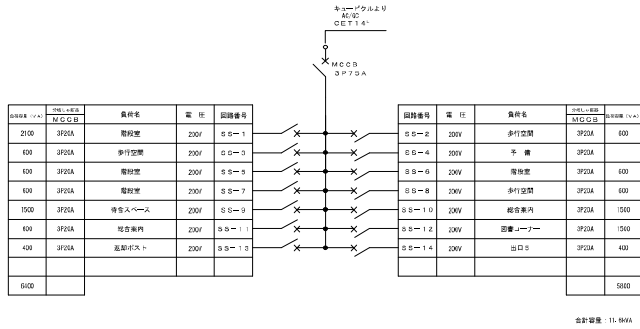 キュービクルより
AC/GC
CET14□
MCCB
3P75A
負荷容量 (VA) 分岐しゃ断器 MCCB 負荷名 電 圧 回路番号
2100 3P20A 階段室 200V SS-1
600 3P20A 歩行空間 200V SS-3
600 3P20A 階段室 200V SS-5
600 3P20A 階段室 200V SS-7
1500 3P20A 待合スペース 200V SS-9
600 3P20A 総合案内 200V SS-11
400 3P20A 返却ポスト 200V SS-13
6400
回路番号 電 圧 負荷名 分岐しゃ断器 MCCB 負荷容量 (VA)
SS-2 200V 歩行空間 3P20A 600
SS-4 200V 予 備 3P20A
SS-6 200V 階段室 3P20A 600
SS-8 200V 歩行空間 3P20A 600
SS-10 200V 総合案内 3P20A 1500
SS-12 200V 図書コーナー 3P20A 1500
SS-14 200V 出口B 3P20A 400
5800
合計容量:11.6kVA